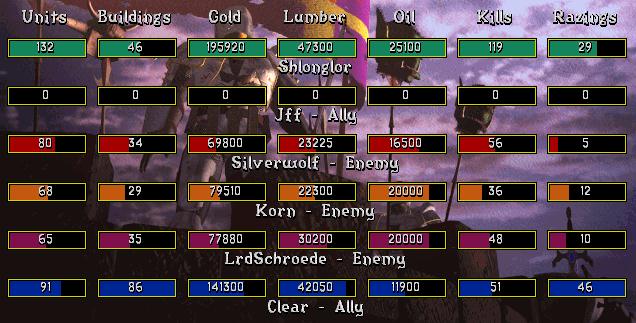 Units Buildings Gold Lumber Oil Kills Razings
132 46 195920 47300 25100 119 29
Shlonglor
0 0 0 0 0 0 0
Jff - Ally
80 34 69800 23225 16500 56 5
Silverwolf - Enemy
68 29 79510 22300 20000 36 12
Korn - Enemy
65 35 77880 30200 20000 48 10
LrdSchroede - Enemy
91 86 141300 42050 11900 51 46
Clear - Ally